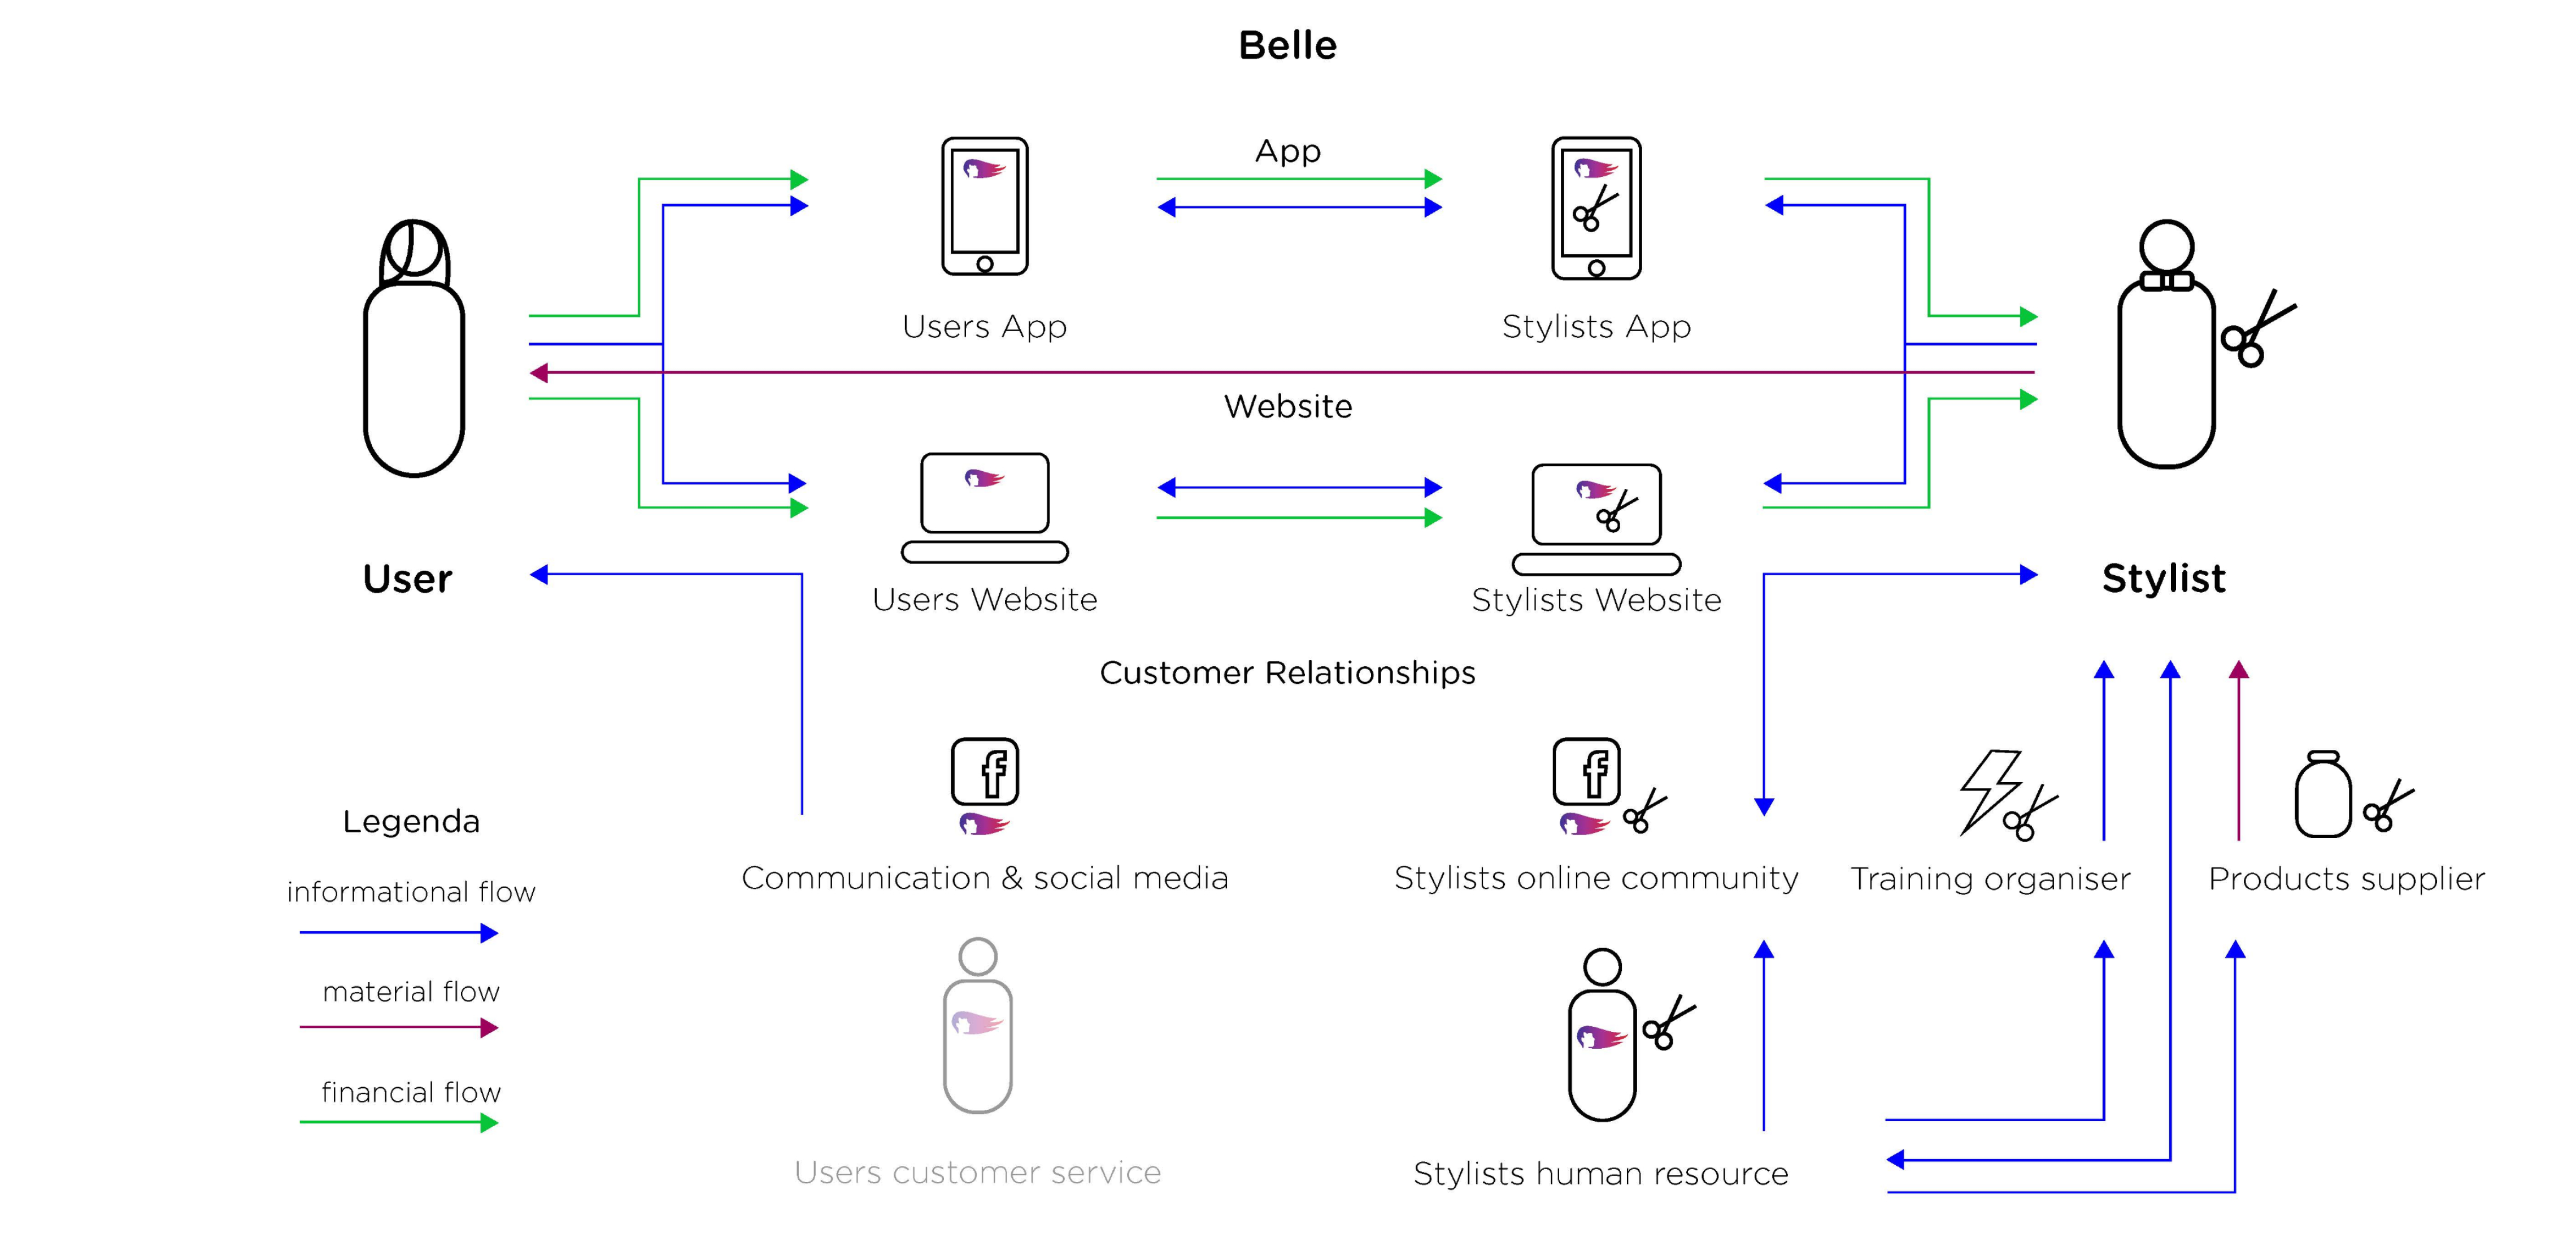 Belle
App
Users App
Stylists App
Website
User
Users Website
Stylists Website
Stylist
Customer Relationships
Legenda
informational flow
material flow
financial flow
Communication & social media
Stylists online community
Training organiser
Products supplier
Users customer service
Stylists human resource